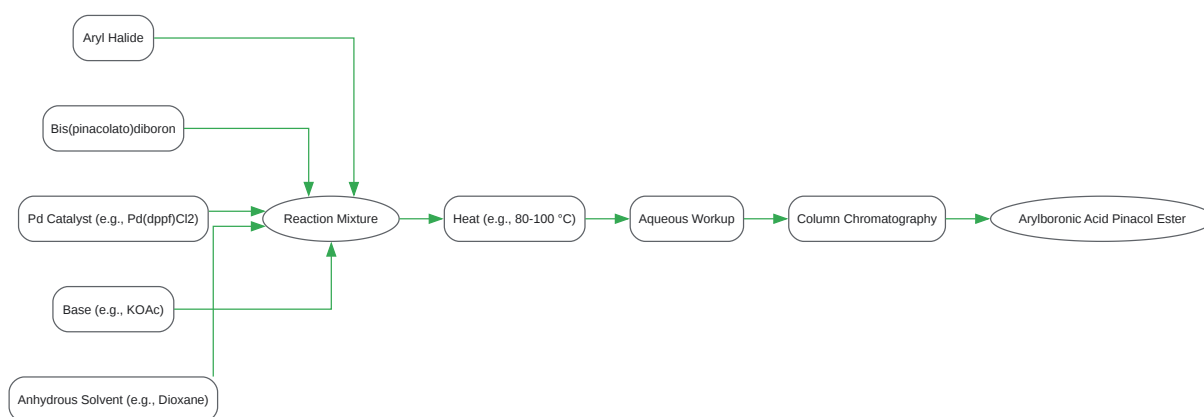 Aryl Halide
Bis(pinacolato)diboron
Pd Catalyst (e.g., Pd(dppf)Cl2)
Reaction Mixture
Heat (e.g., 80-100 °C)
Aqueous Workup
Column Chromatography
Arylboronic Acid Pinacol Ester
Base (e.g., KOAc)
Anhydrous Solvent (e.g., Dioxane)